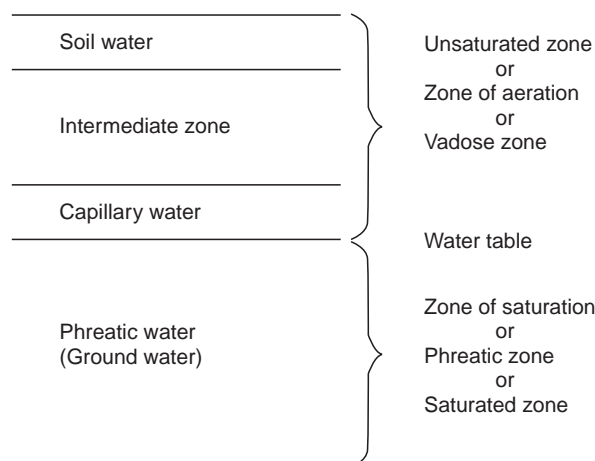 Soil water
Intermediate zone
Capillary water
Phreatic water
(Ground water)
Unsaturated zone
or
Zone of aeration
or
Vadose zone
Water table
Zone of saturation
or
Phreatic zone
or
Saturated zone